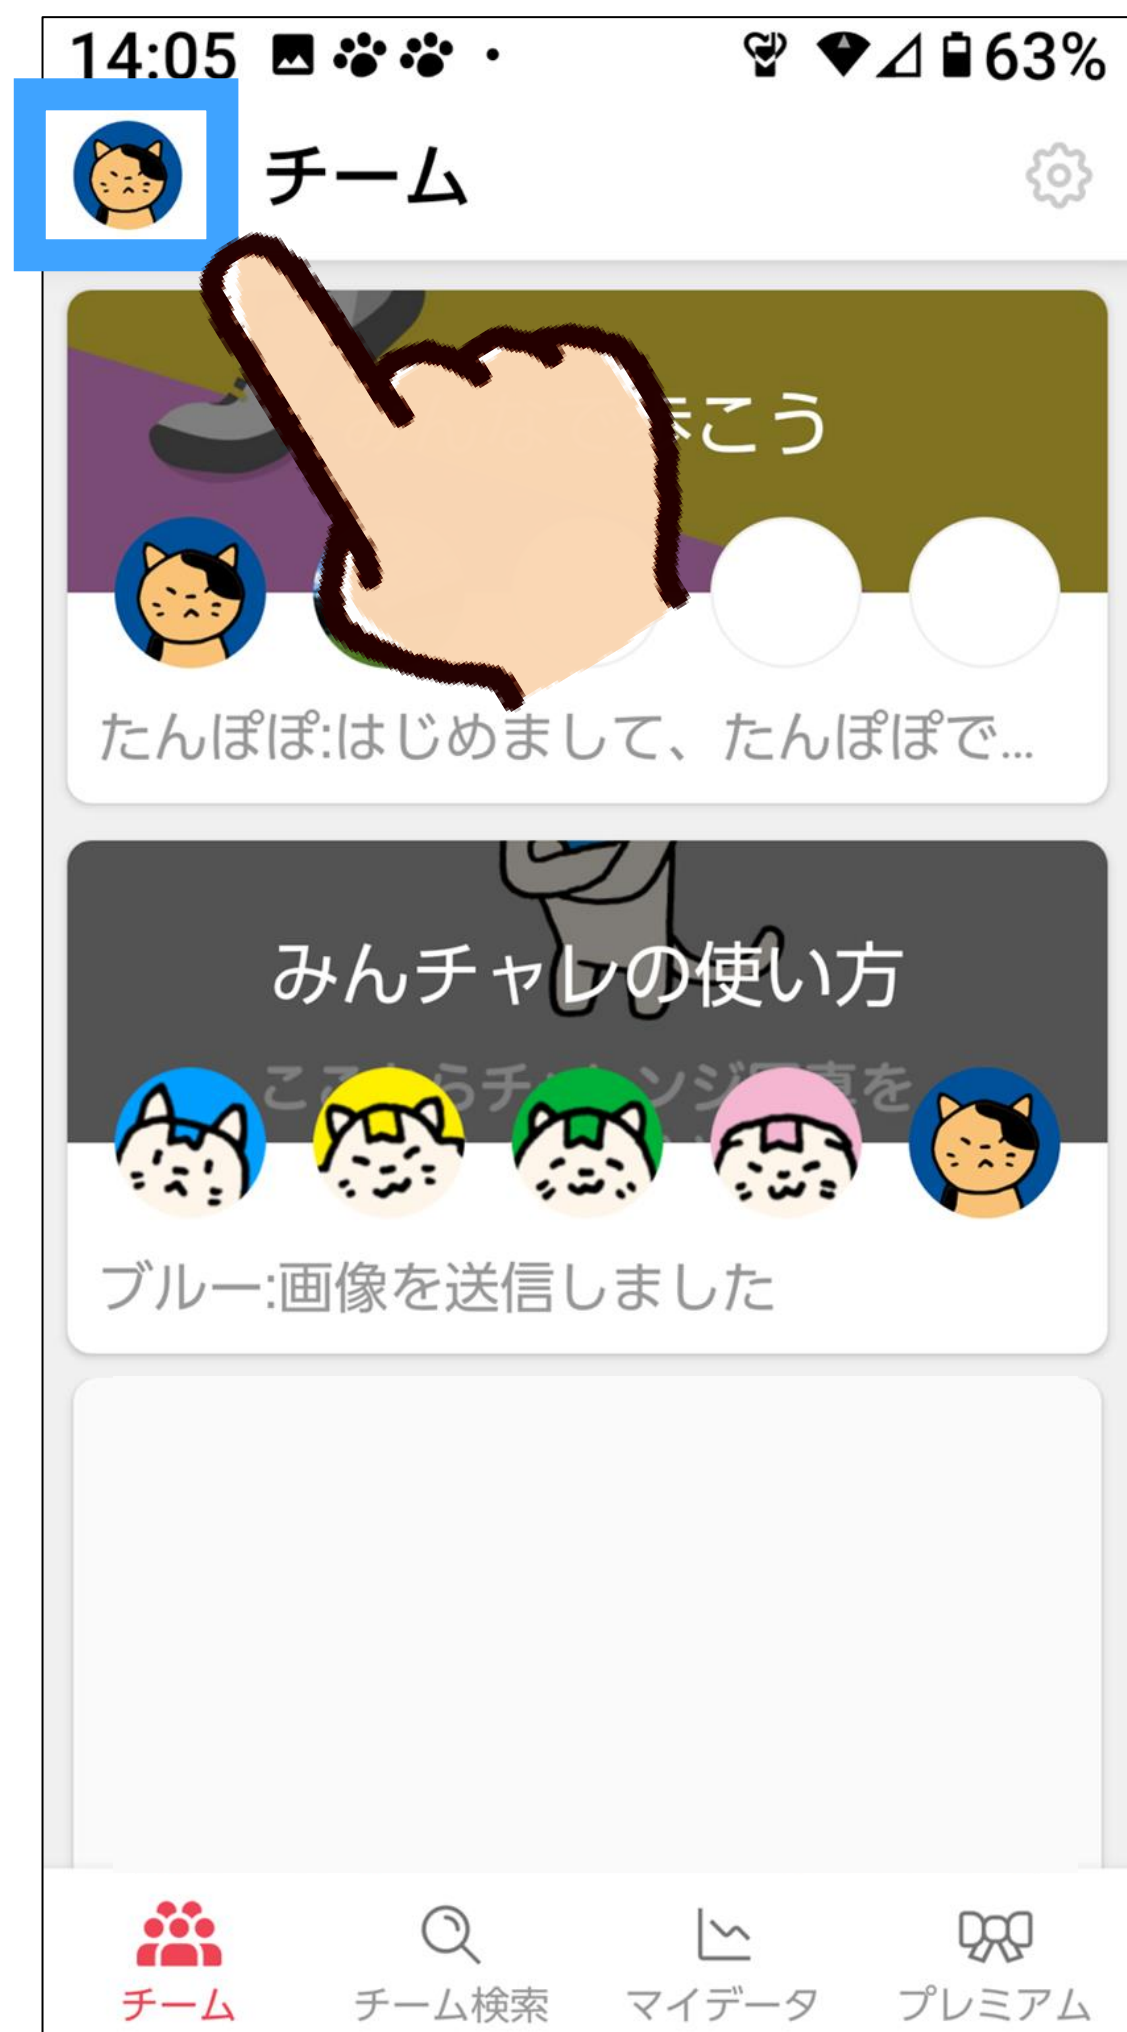 14:05
63%
チーム
こう
たんぽぽ:はじめまして、たんぽぽで...
みんチャレの使い方
ブルー:画像を送信しました
チーム
チーム検索
マイデータ
プレミアム